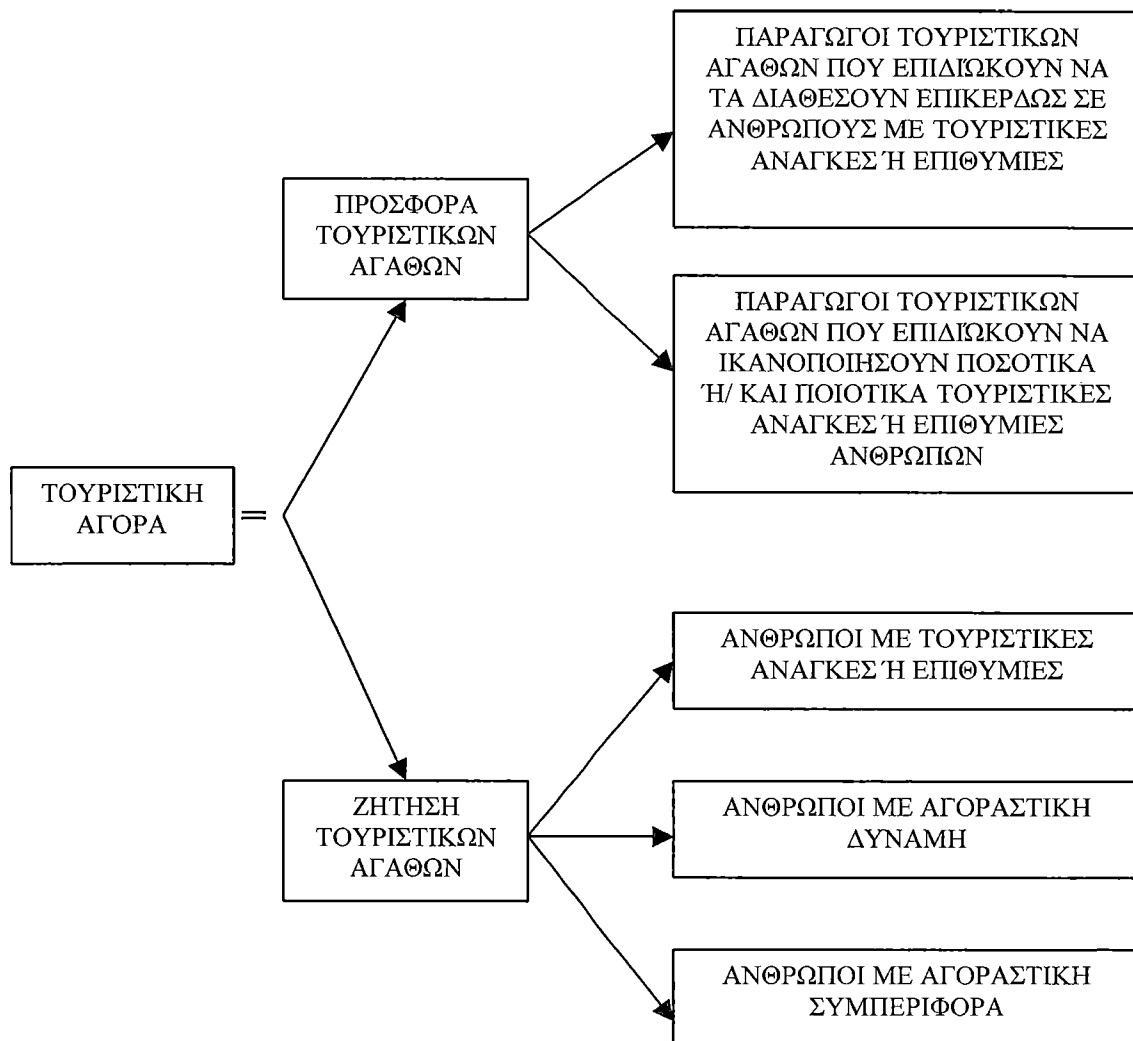 ΠΑΡΑΓΩΓΟΙ ΤΟΥΡΙΣΤΙΚΩΝ
ΑΓΑΘΩΝ ΠΟΥ ΕΠΙΔΙΏΚΟΥΝ ΝΑ
ΤΑ ΔΙΑΘΕΣΟΥΝ ΕΠΙΚΕΡΔΩΣ ΣΕ
ΑΝΘΡΩΠΟΥΣ ΜΕ ΤΟΥΡΙΣΤΙΚΕΣ
ΑΝΑΓΚΕΣ Ή ΕΠΙΘΥΜΙΕΣ
ΠΡΟΣΦΟΡΑ
ΤΟΥΡΙΣΤΙΚΩΝ
ΑΓΑΘΩΝ
ΠΑΡΑΓΩΓΟΙ ΤΟΥΡΙΣΤΙΚΩΝ
ΑΓΑΘΩΝ ΠΟΥ ΕΠΙΔΙΏΚΟΥΝ ΝΑ
ΙΚΑΝΟΠΟΙΗΣΟΥΝ ΠΟΣΟΤΙΚΑ
Ή/ ΚΑΙ ΠΟΙΟΤΙΚΑ ΤΟΥΡΙΣΤΙΚΕΣ
ΑΝΑΓΚΕΣ Ή ΕΠΙΘΥΜΙΕΣ
ΑΝΘΡΩΠΩΝ
ΤΟΥΡΙΣΤΙΚΗ
ΑΓΟΡΑ
=
ΑΝΘΡΩΠΟΙ ΜΕ ΤΟΥΡΙΣΤΙΚΕΣ
ΑΝΑΓΚΕΣ Ή ΕΠΙΘΥΜΙΕΣ
ΖΗΤΗΣΗ
ΤΟΥΡΙΣΤΙΚΩΝ
ΑΓΑΘΩΝ
ΑΝΘΡΩΠΟΙ ΜΕ ΑΓΟΡΑΣΤΙΚΗ
ΔΥΝΑΜΗ
ΑΝΘΡΩΠΟΙ ΜΕ ΑΓΟΡΑΣΤΙΚΗ
ΣΥΜΠΕΡΙΦΟΡΑ